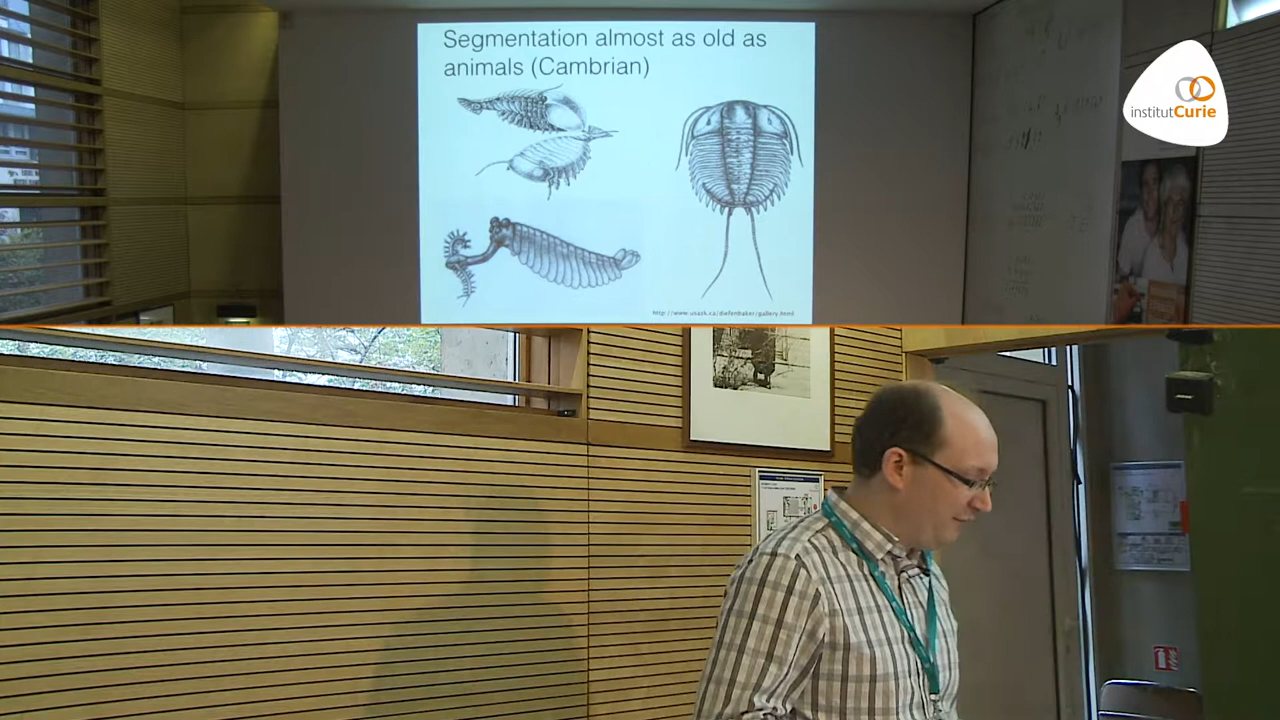 Segmentation almost as old as
animals (Cambrian)
institutCurie
http://www.usask.ca/diefenbaker/gallery.html